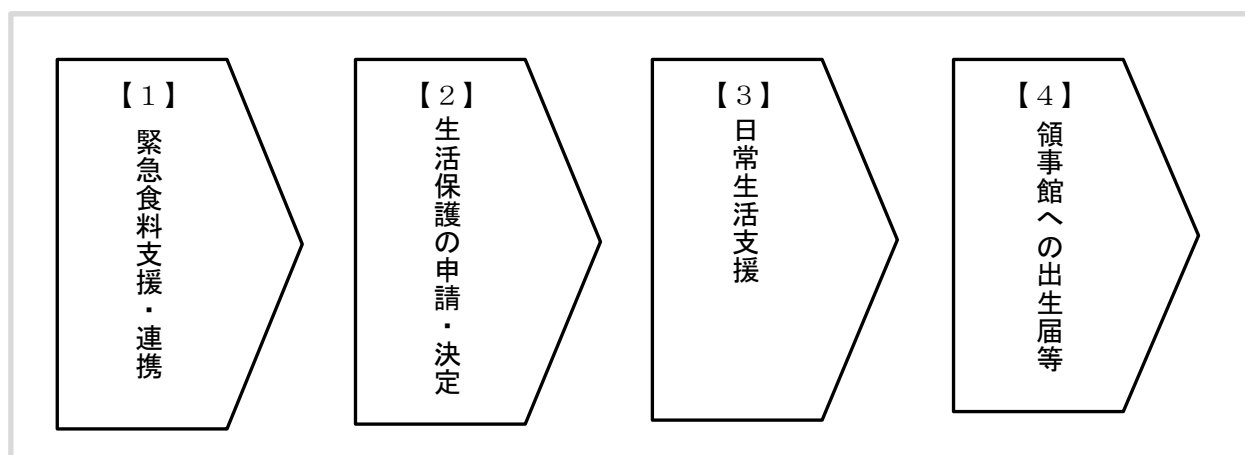 【１】
緊急食料支援・連携
【２】
生活保護の申請・決定
【３】
日常生活支援
【４】
領事館への出生届等